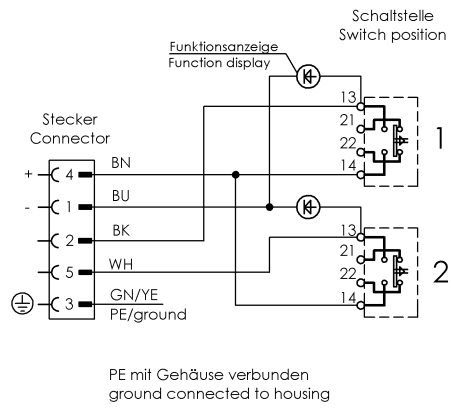 Schaltstelle
Switch position
Funktionsanzeige
Function display
13
21
22
14
1
Stecker
Connector
+ 4 BN
- 1 BU
2 BK
5 WH
3 GN/YE
PE/ground
13
21
22
14
2
PE mit Gehäuse verbunden
ground connected to housing